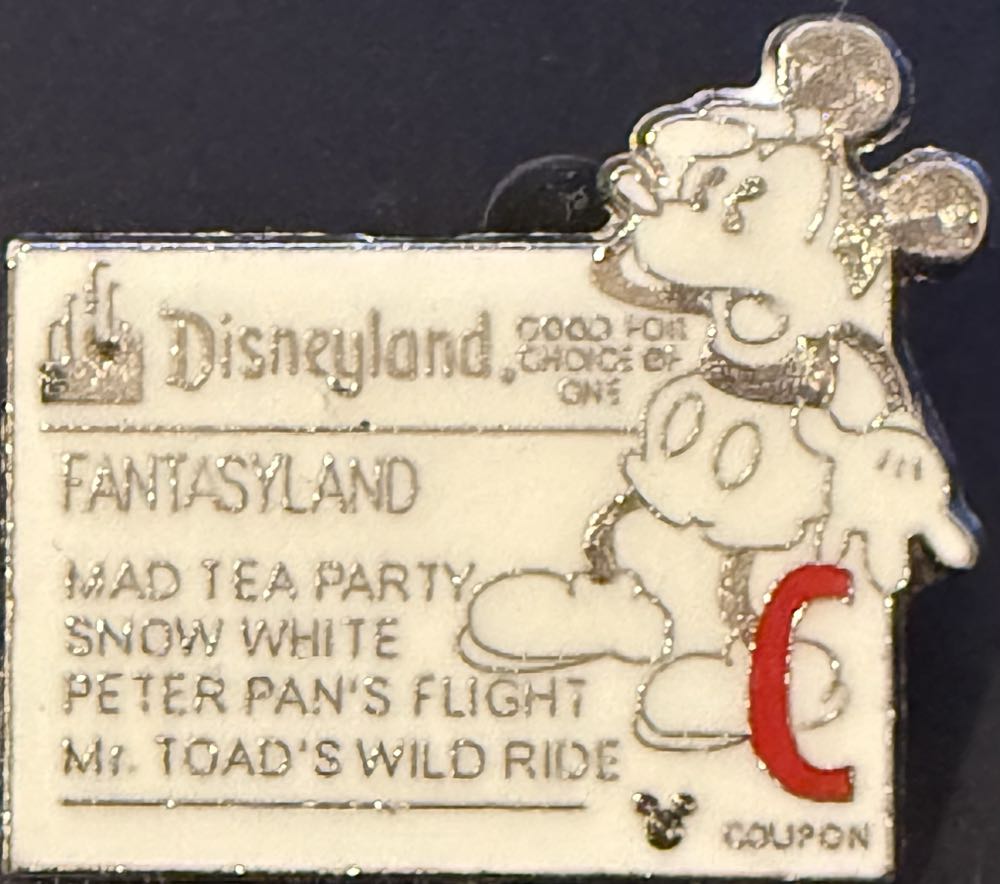 Disneyland.
GOOD FOR
CHOICE OF
ONE
FANTASYLAND
MAD TEA PARTY
SNOW WHITE
PETER PAN'S FLIGHT
Mr. TOAD'S WILD RIDE
C
COUPON